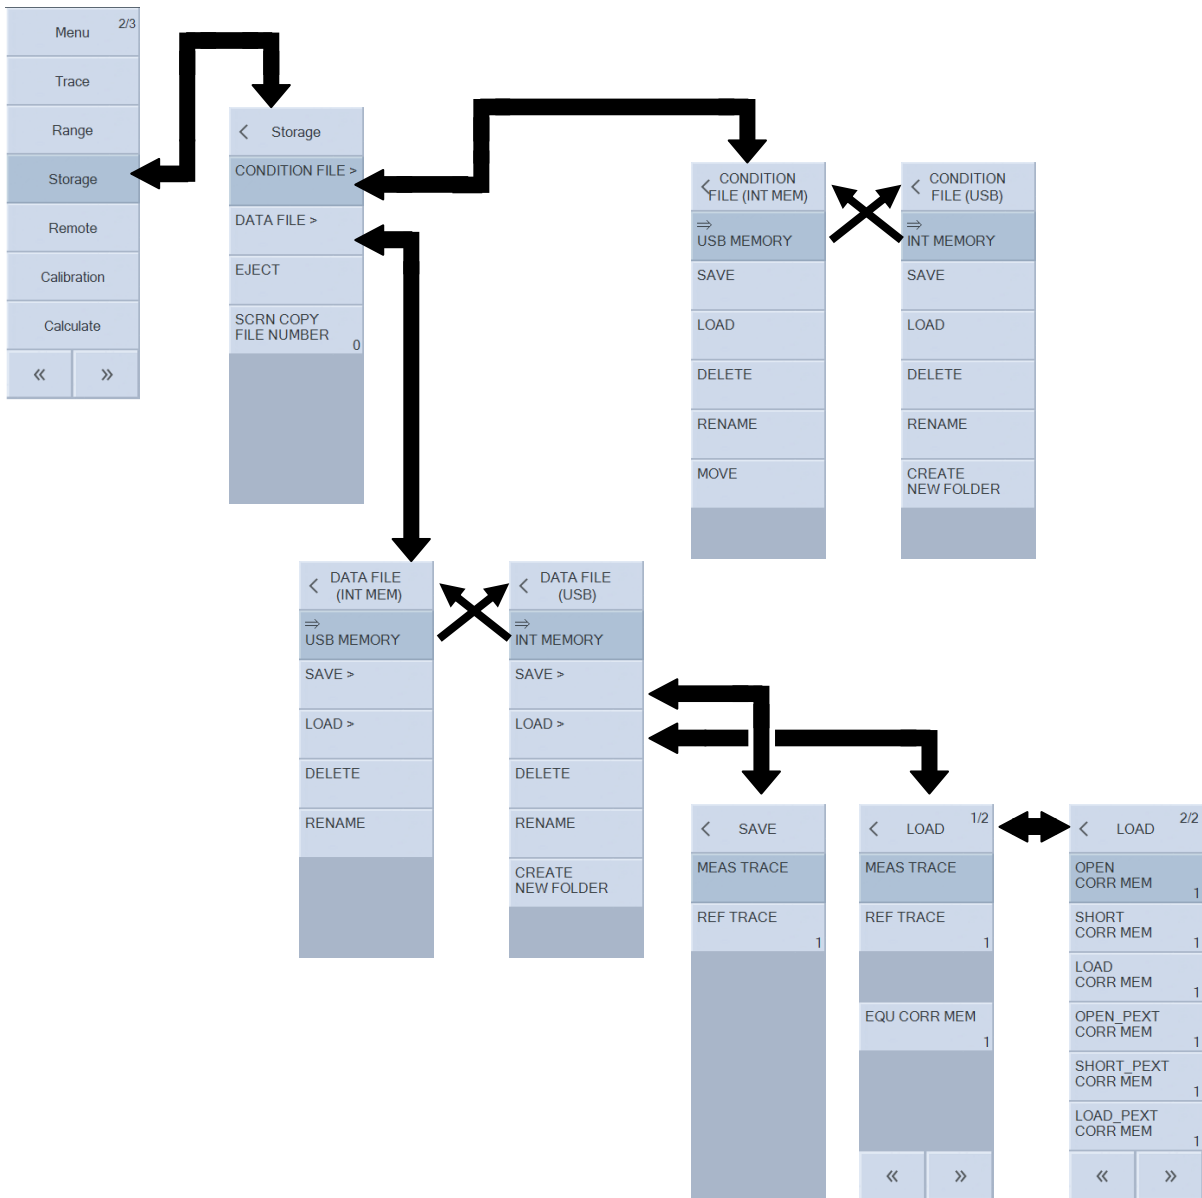 Menu 2/3
Trace
Range
Storage
Remote
Calibration
Calculate
« »
< Storage
CONDITION FILE >
DATA FILE >
EJECT
SCRN COPY
FILE NUMBER
0
< CONDITION
FILE (INT MEM)
⇒
USB MEMORY
SAVE
LOAD
DELETE
RENAME
MOVE
< CONDITION
FILE (USB)
⇒
INT MEMORY
SAVE
LOAD
DELETE
RENAME
CREATE
NEW FOLDER
< DATA FILE
(INT MEM)
⇒
USB MEMORY
SAVE >
LOAD >
DELETE
RENAME
< DATA FILE
(USB)
⇒
INT MEMORY
SAVE >
LOAD >
DELETE
RENAME
CREATE
NEW FOLDER
< SAVE
MEAS TRACE
REF TRACE
1
< LOAD 1/2
MEAS TRACE
REF TRACE
1
EQU CORR MEM
1
« »
< LOAD 2/2
OPEN
CORR MEM
1
SHORT
CORR MEM
1
LOAD
CORR MEM
1
OPEN_PEXT
CORR MEM
1
SHORT_PEXT
CORR MEM
1
LOAD_PEXT
CORR MEM
1
« »